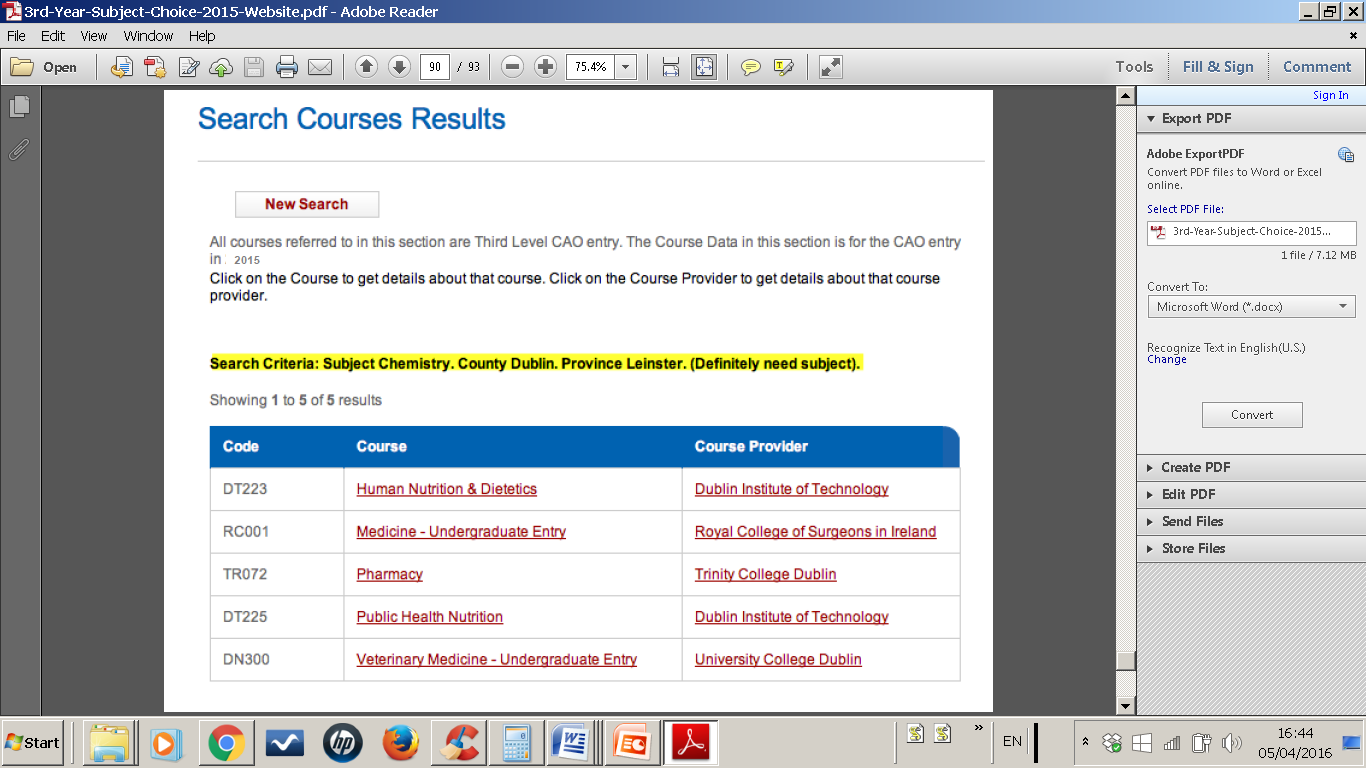 3rd-Year-Subject-Choice-2015-Website.pdf - Adobe Reader
File Edit View Window Help
Open 90 / 93 75.4% Tools Fill & Sign Comment
Sign In
Search Courses Results
New Search
All courses referred to in this section are Third Level CAO entry. The Course Data in this section is for the CAO entry
in 2015
Click on the Course to get details about that course. Click on the Course Provider to get details about that course
provider.
Search Criteria: Subject Chemistry. County Dublin. Province Leinster. (Definitely need subject).
Showing 1 to 5 of 5 results
Code Course Course Provider
DT223 Human Nutrition & Dietetics Dublin Institute of Technology
RC001 Medicine - Undergraduate Entry Royal College of Surgeons in Ireland
TR072 Pharmacy Trinity College Dublin
DT225 Public Health Nutrition Dublin Institute of Technology
DN300 Veterinary Medicine - Undergraduate Entry University College Dublin
Export PDF
Adobe ExportPDF
Convert PDF files to Word or Excel
online.
Select PDF File:
3rd-Year-Subject-Choice-2015...
1 file / 7.12 MB
Convert To:
Microsoft Word (*.docx)
Recognize Text in English(U.S.)
Change
Convert
Create PDF
Edit PDF
Send Files
Store Files
Start hp EN 16:44
05/04/2016